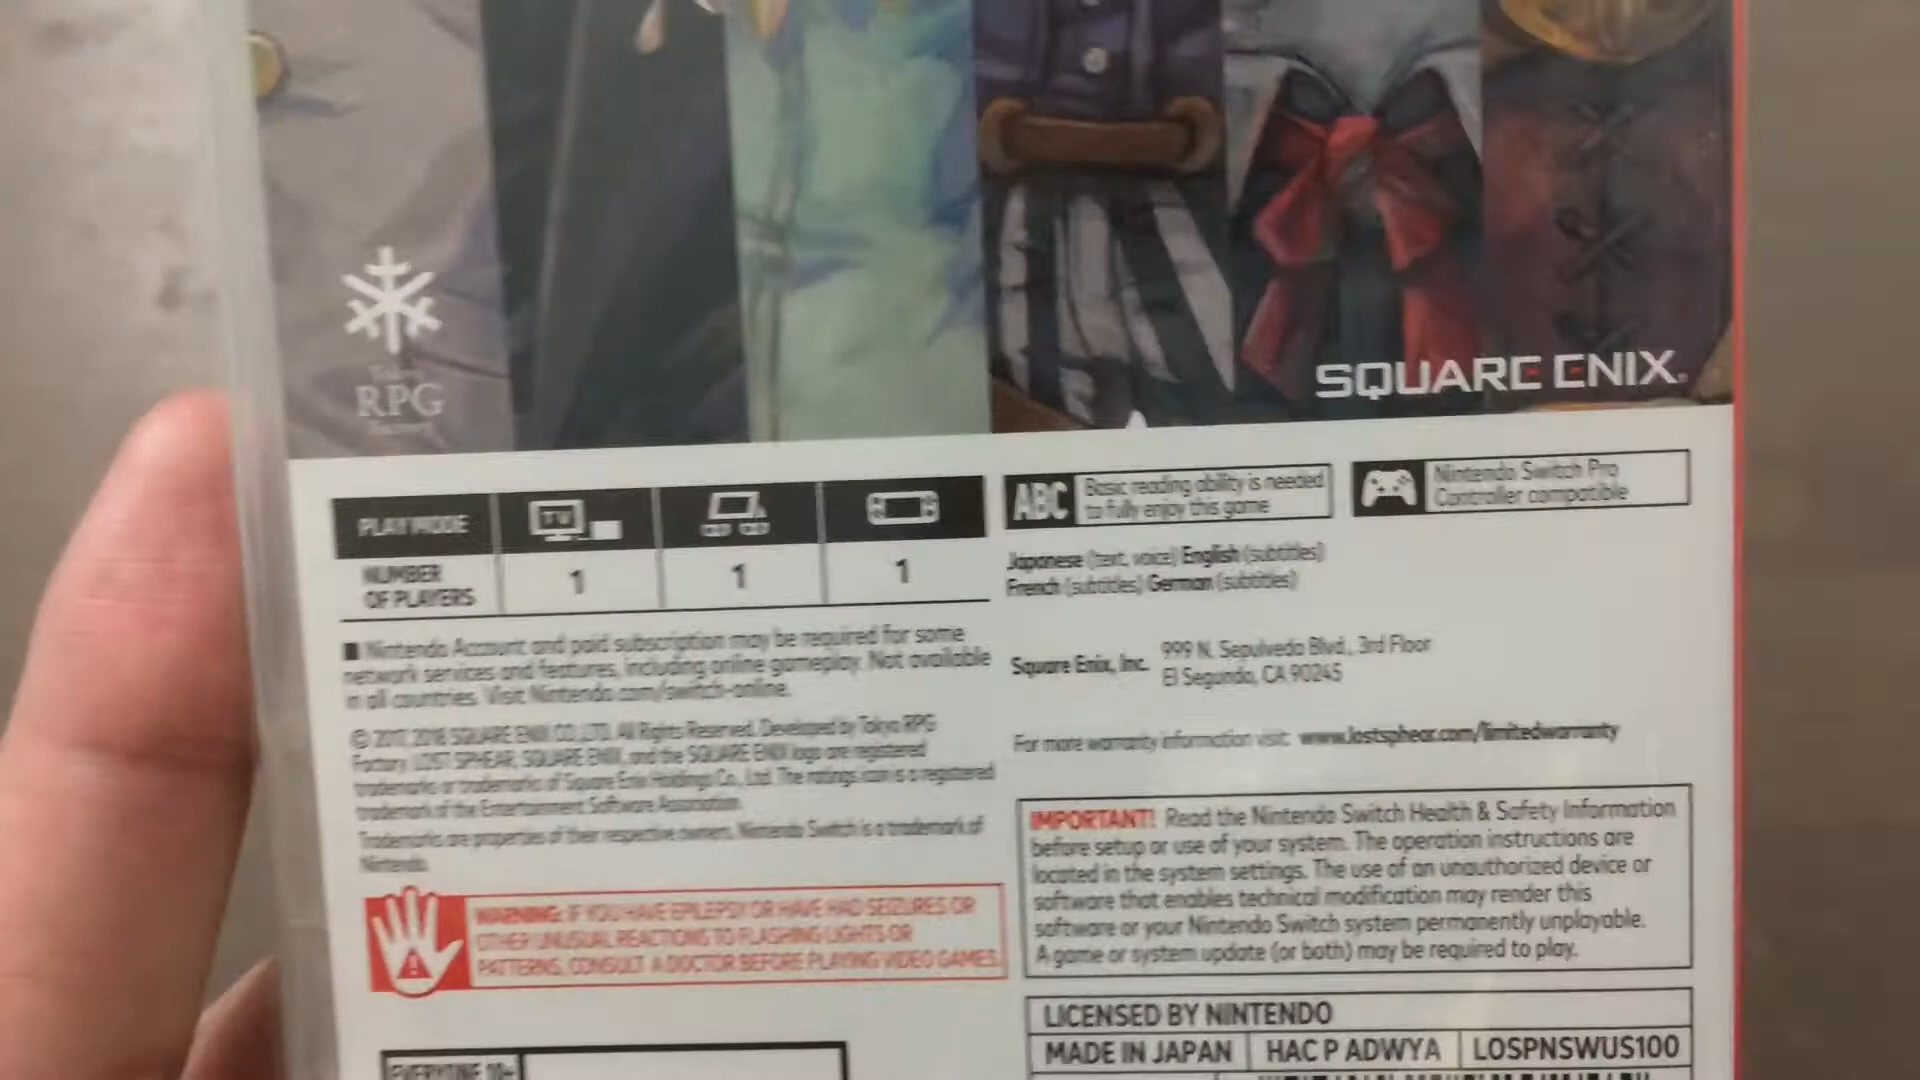 RPG
SQUARE ENIX
PLAY MODE
TV
NUMBER
OF PLAYERS
1
1
1
ABC
Basic reading ability is needed
to fully enjoy this game
Nintendo Switch Pro
Controller compatible
Japanese (text, voice) English (subtitles)
French (subtitles) German (subtitles)
Nintendo Account and paid subscription may be required for some
network services and features, including online gameplay. Not available
in all countries. Visit Nintendo.com/switch-online.
© 2017, 2018 SQUARE ENIX CO., LTD. All Rights Reserved. Developed by Tokyo RPG
Factory. LOST SPHEAR, SQUARE ENIX, and the SQUARE ENIX logo are registered
trademarks or trademarks of Square Enix Holdings Co., Ltd. The ratings icon is a registered
trademark of the Entertainment Software Association.
Trademarks are properties of their respective owners. Nintendo Switch is a trademark of
Nintendo.
Square Enix, Inc.
999 N. Sepulveda Blvd., 3rd Floor
El Segundo, CA 90245
For more warranty information visit: www.lostsphear.com/limitedwarranty
WARNING: IF YOU HAVE EPILEPSY OR HAVE HAD SEIZURES OR
OTHER UNUSUAL REACTIONS TO FLASHING LIGHTS OR
PATTERNS, CONSULT A DOCTOR BEFORE PLAYING VIDEO GAMES.
IMPORTANT! Read the Nintendo Switch Health & Safety Information
before setup or use of your system. The operation instructions are
located in the system settings. The use of an unauthorized device or
software that enables technical modification may render this
software or your Nintendo Switch system permanently unplayable.
A game or system update (or both) may be required to play.
LICENSED BY NINTENDO
MADE IN JAPAN
HAC P ADWYA
LOSPNSWUS100
EVERYONE 10+